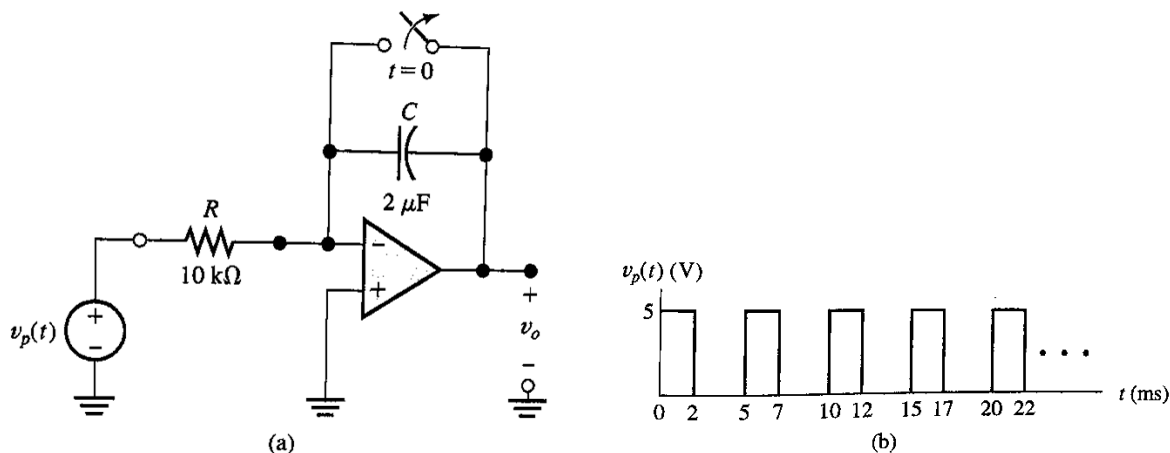 t = 0
C
2 μF
R
10 kΩ
−
+
+
−
v_p(t)
+
v_o
−
(a)
v_p(t) (V)
5
0 2 5 7 10 12 15 17 20 22 t (ms)
(b)